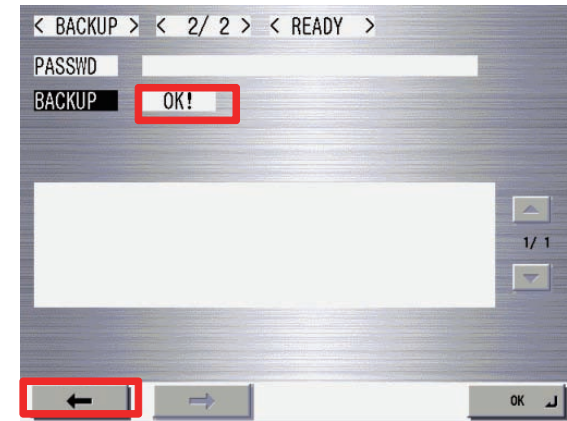 < BACKUP > < 2/ 2 > < READY >
PASSWD
BACKUP OK!
1/ 1
OK